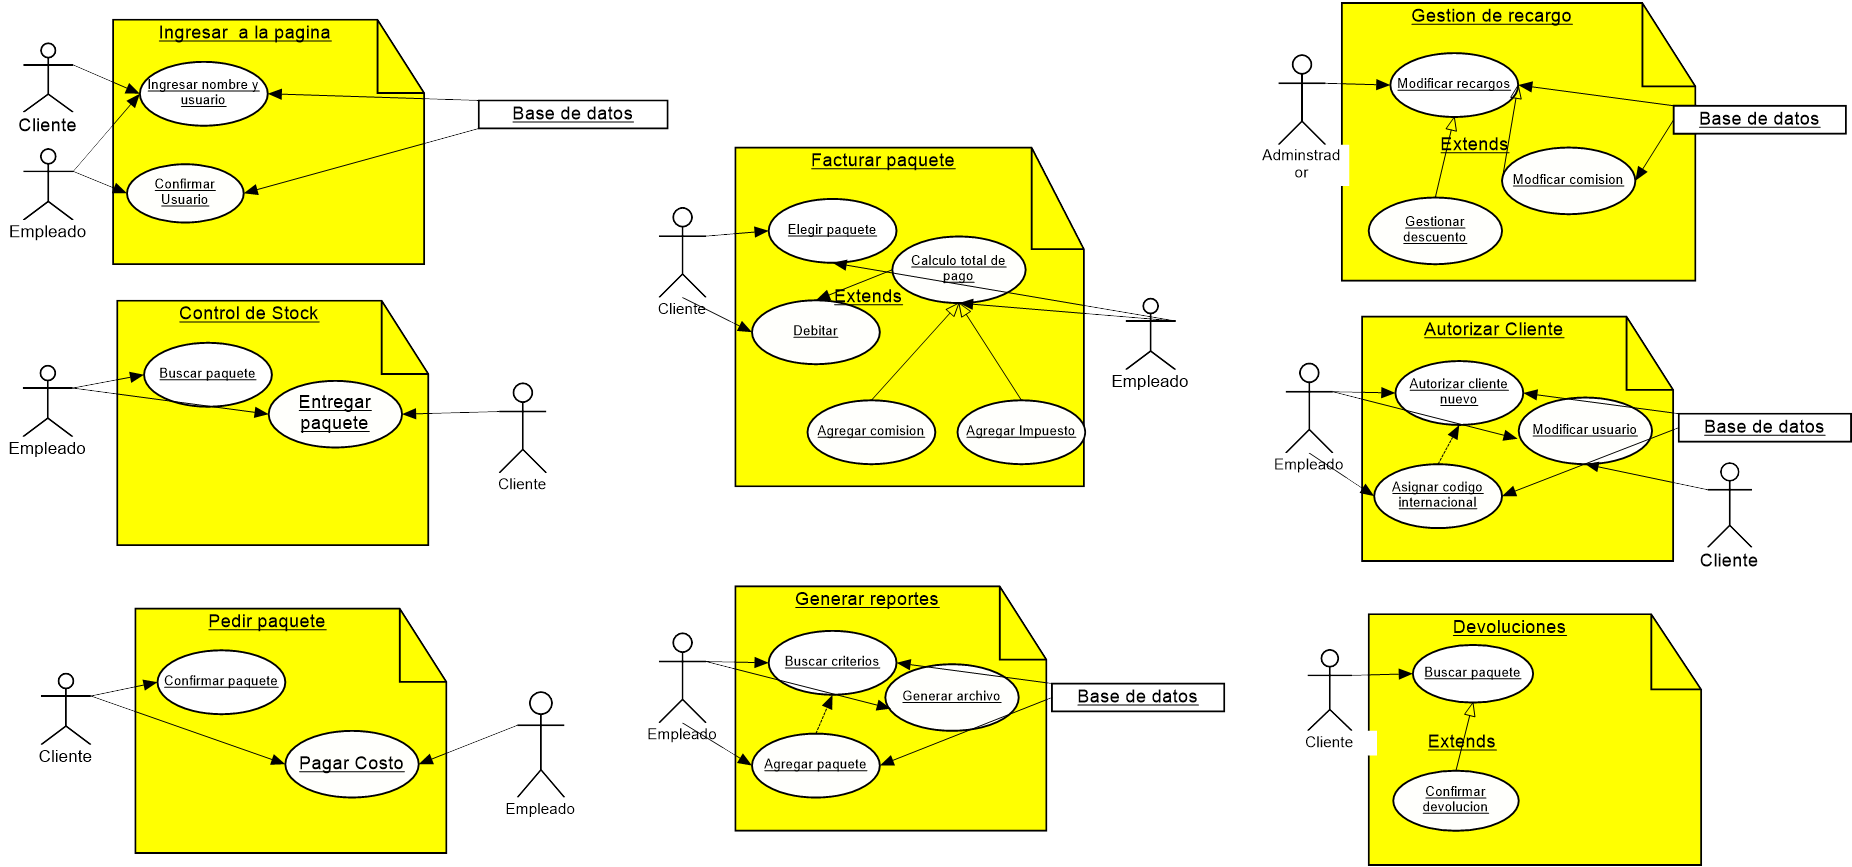 Ingresar a la pagina
Ingresar nombre y
usuario
Confirmar
Usuario
Cliente
Empleado
Base de datos
Control de Stock
Buscar paquete
Entregar
paquete
Empleado
Cliente
Pedir paquete
Confirmar paquete
Pagar Costo
Cliente
Empleado
Facturar paquete
Elegir paquete
Calculo total de
pago
Extends
Debitar
Agregar comision
Agregar Impuesto
Cliente
Empleado
Generar reportes
Buscar criterios
Generar archivo
Agregar paquete
Empleado
Base de datos
Gestion de recargo
Modificar recargos
Extends
Modficar comision
Gestionar
descuento
Adminstrad
or
Base de datos
Autorizar Cliente
Autorizar cliente
nuevo
Modificar usuario
Asignar codigo
internacional
Empleado
Base de datos
Cliente
Devoluciones
Buscar paquete
Extends
Confirmar
devolucion
Cliente